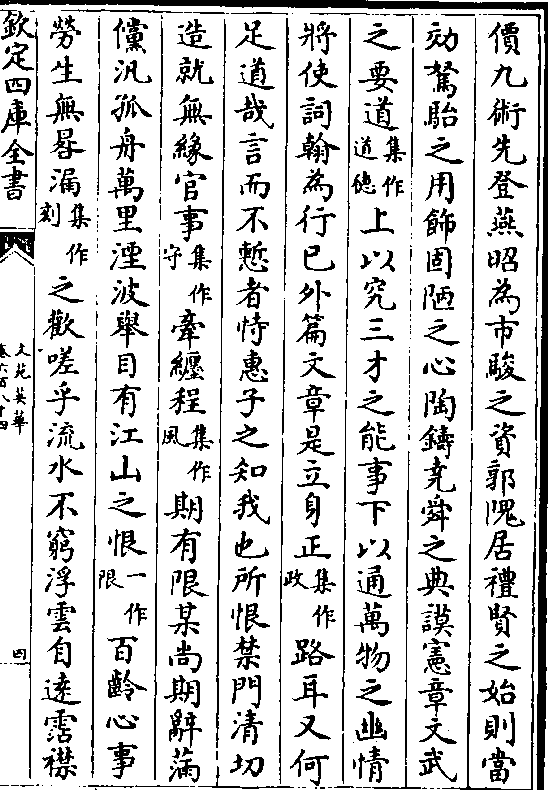 價九術先登燕昭為市駿之資郭隗居禮賢之始則當
効駑駘之用飾固陋之心陶鑄堯舜之典謨憲章文武
之要道集作道徳上以究三才之能事下以通萬物之幽情
將使詞翰為行已外篇文章是立身正集作政路耳又何
足道哉言而不慙者恃惠子之知我也所恨禁門清切
造就無緣官事集作守牽纒程集作風期有限某尚期辭滿
儻汎孤舟萬里湮波舉目有江山之恨一作限百齡心事
勞生無晷漏集作刻之歡嗟乎流水不窮浮雲自逺霑襟
欽定四庫全書
文苑英華
卷六百八十四
四